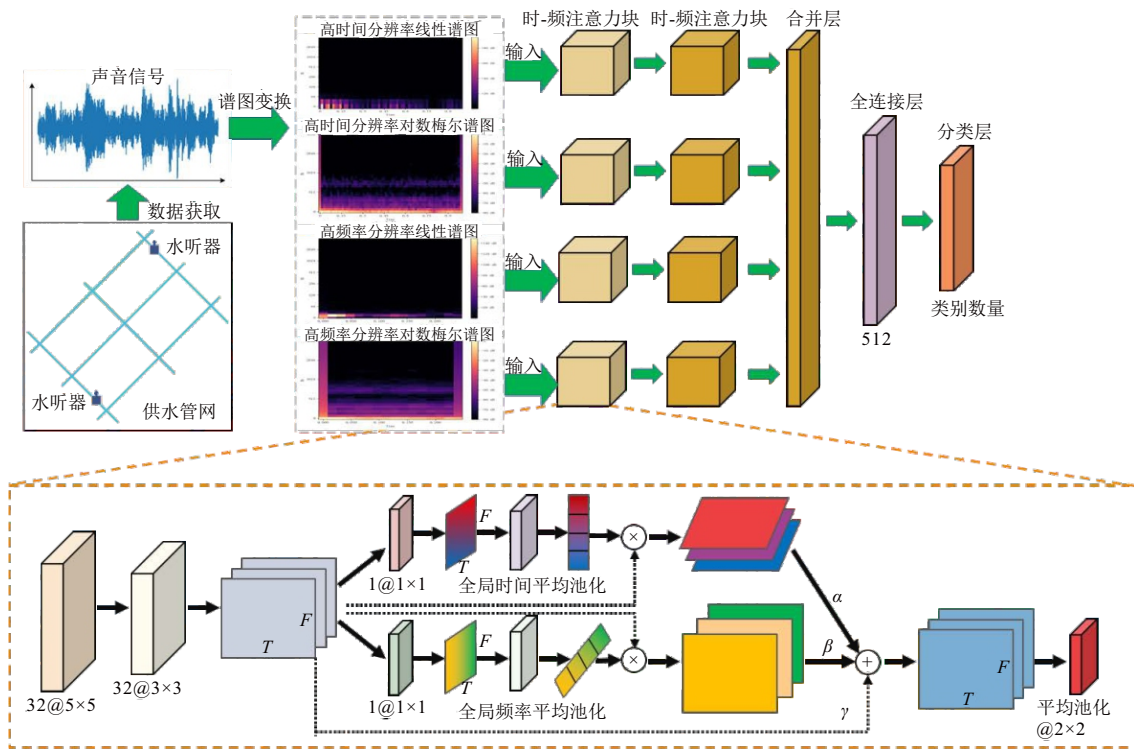 高时间分辨率线性谱图
时-频注意力块
时-频注意力块
合并层
输入
声音信号
谱图变换
全连接层
分类层
高时间分辨率对数梅尔谱图
输入
数据获取
水听器
高频率分辨率线性谱图
输入
类别数量
512
高频率分辨率对数梅尔谱图
输入
水听器
供水管网
F
T
1@1×1
全局时间平均池化
×
α
F
T
32@5×5
32@3×3
F
T
1@1×1
全局频率平均池化
×
β
+
γ
F
T
平均池化
@2×2